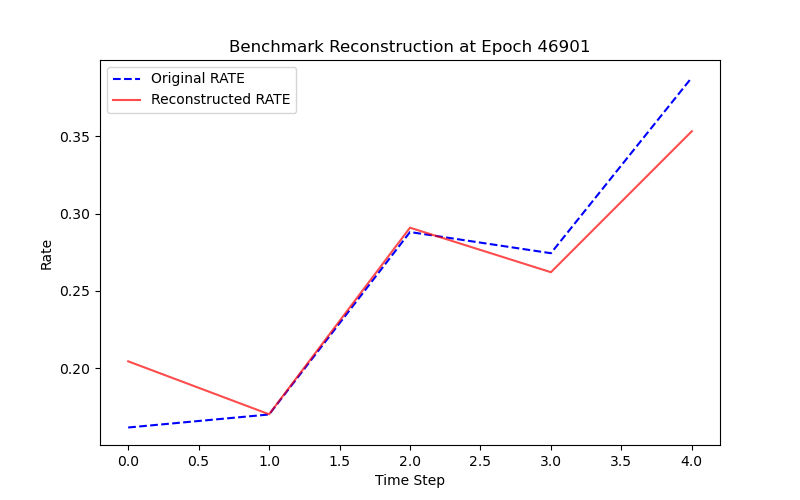 Benchmark Reconstruction at Epoch 46901
Original RATE
Reconstructed RATE
Rate
0.35
0.30
0.25
0.20
0.0 0.5 1.0 1.5 2.0 2.5 3.0 3.5 4.0
Time Step